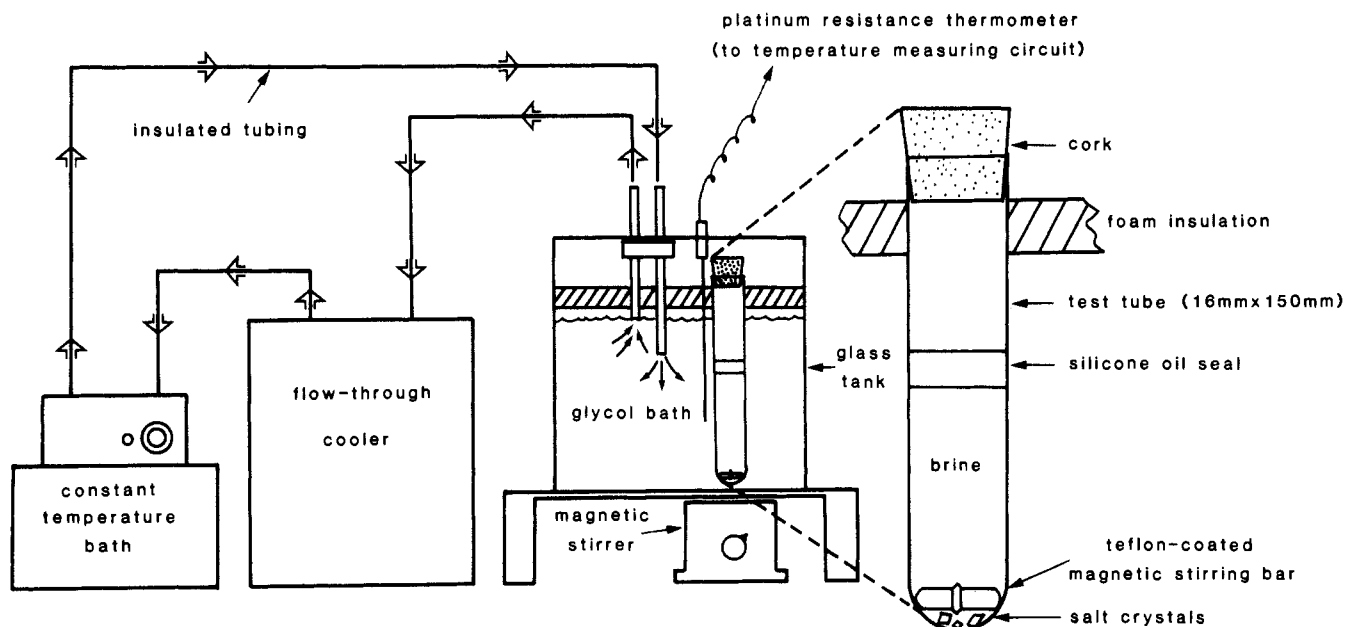 platinum resistance thermometer
(to temperature measuring circuit)
insulated tubing
cork
foam insulation
test tube (16mmx150mm)
silicone oil seal
glass
tank
flow-through
cooler
glycol bath
brine
constant
temperature
bath
magnetic
stirrer
teflon-coated
magnetic stirring bar
salt crystals